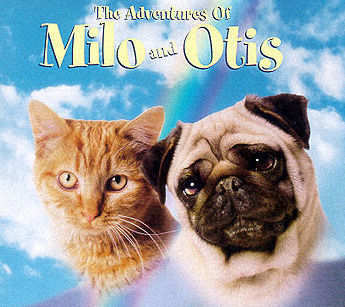 The Adventures Of
Milo and Otis